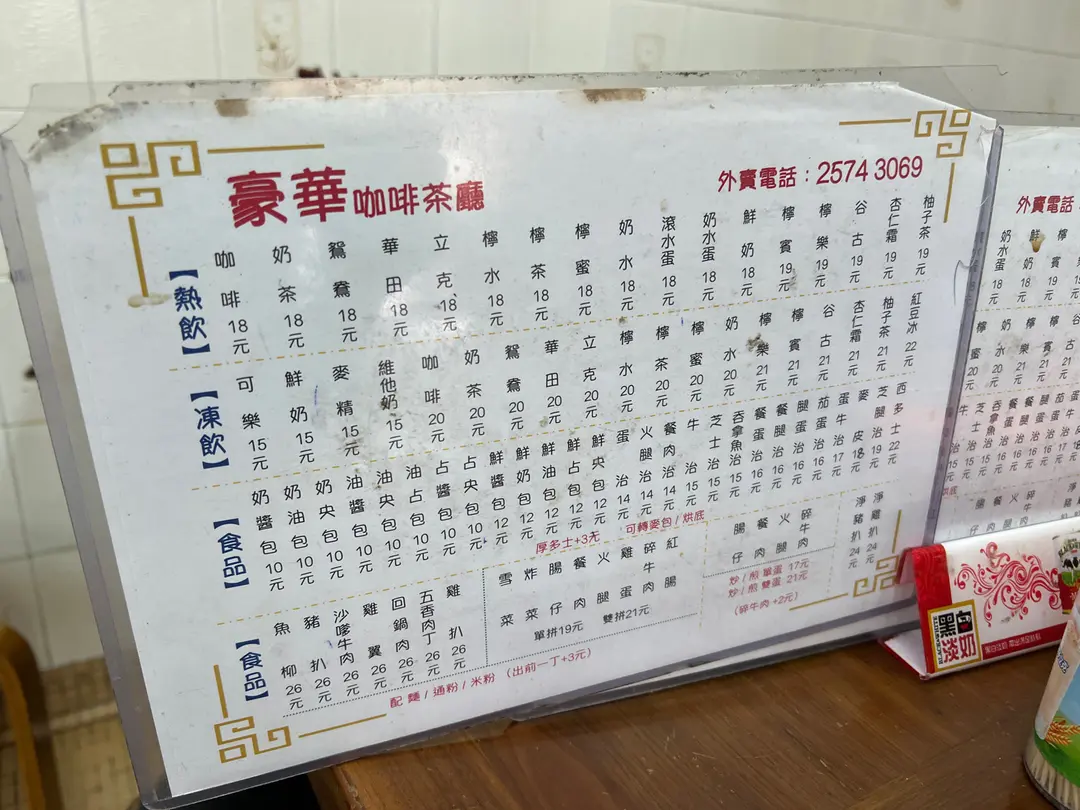 豪華咖啡茶廳
外賣電話：2574 3069
【熱飲】
咖啡 18元
奶茶 18元
鴛鴦 18元
華田 18元
立克 18元
檸水 18元
檸茶 18元
檸蜜 18元
奶水 18元
滾水蛋 18元
奶水蛋 18元
鮮奶 18元
檸賓 19元
檸樂 19元
谷古 19元
杏仁霜 19元
柚子茶 19元
【凍飲】
可樂 15元
鮮奶 15元
麥精 15元
維他奶 15元
咖啡 20元
奶茶 20元
鴛鴦 20元
華田 20元
立克 20元
檸水 20元
檸茶 20元
檸蜜 20元
奶水 20元
檸樂 21元
檸賓 21元
谷古 21元
杏仁霜 21元
柚子茶 21元
紅豆冰 22元
【食品】
奶醬包 10元
奶油包 10元
奶央包 10元
油醬包 10元
油央包 10元
油占包 10元
占醬包 10元
占央包 10元
鮮醬包 12元
鮮奶包 12元
鮮油包 12元
鮮占包 12元
鮮央包 12元
蛋治 14元
火腿治 14元
餐肉治 14元
牛治 15元
芝士治 15元
吞拿魚治 15元
餐蛋治 16元
腿蛋治 16元
茄蛋治 16元
蛋牛治 17元
麥皮 18元
芝腿治 19元
西多士 22元
厚多士+3元
可轉麥包 / 烘底
【食品】
魚柳 26元
豬扒 26元
沙嗲牛肉 26元
雞翼 26元
回鍋肉 26元
五香肉丁 26元
雞扒 26元
雪菜
炸菜
腸仔
餐肉
火腿
雞蛋
碎牛肉
紅腸
單拼19元 雙拼21元
配 麵 / 通粉 / 米粉 （出前一丁+3元）
腸仔
餐肉
火腿
碎牛肉
炒 / 煎 單蛋 17元
炒 / 煎 雙蛋 21元
(碎牛肉 +2元)
淨豬扒 24元
淨雞扒 24元
外賣電話
黑白
淡奶